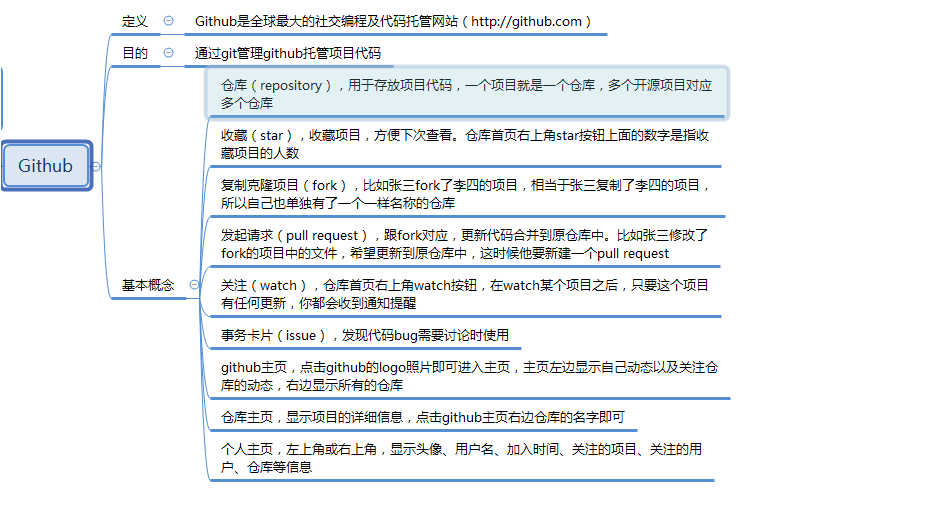 Github
定义
Github是全球最大的社交编程及代码托管网站（http://github.com）
目的
通过git管理github托管项目代码
基本概念
仓库（repository），用于存放项目代码，一个项目就是一个仓库，多个开源项目对应
多个仓库
收藏（star），收藏项目，方便下次查看。仓库首页右上角star按钮上面的数字是指收
藏项目的人数
复制克隆项目（fork），比如张三fork了李四的项目，相当于张三复制了李四的项目，
所以自己也单独有了一个一样名称的仓库
发起请求（pull request），跟fork对应，更新代码合并到原仓库中。比如张三修改了
fork的项目中的文件，希望更新到原仓库中，这时候他要新建一个pull request
关注（watch），仓库首页右上角watch按钮，在watch某个项目之后，只要这个项目
有任何更新，你都会收到通知提醒
事务卡片（issue），发现代码bug需要讨论时使用
github主页，点击github的logo照片即可进入主页，主页左边显示自己动态以及关注仓
库的动态，右边显示所有的仓库
仓库主页，显示项目的详细信息，点击github主页右边仓库的名字即可
个人主页，左上角或右上角，显示头像、用户名、加入时间、关注的项目、关注的用
户、仓库等信息